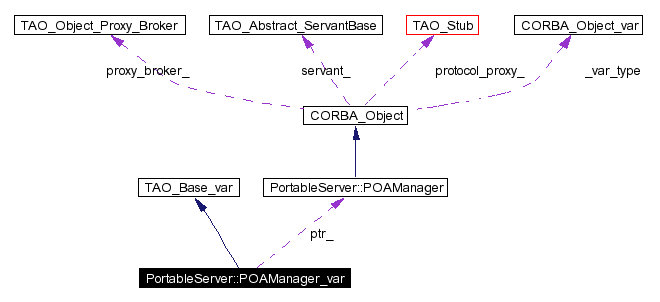 TAO_Object_Proxy_Broker
TAO_Abstract_ServantBase
TAO_Stub
CORBA_Object_var
proxy_broker_
servant_
protocol_proxy_
_var_type
CORBA_Object
TAO_Base_var
PortableServer::POAManager
ptr_
PortableServer::POAManager_var